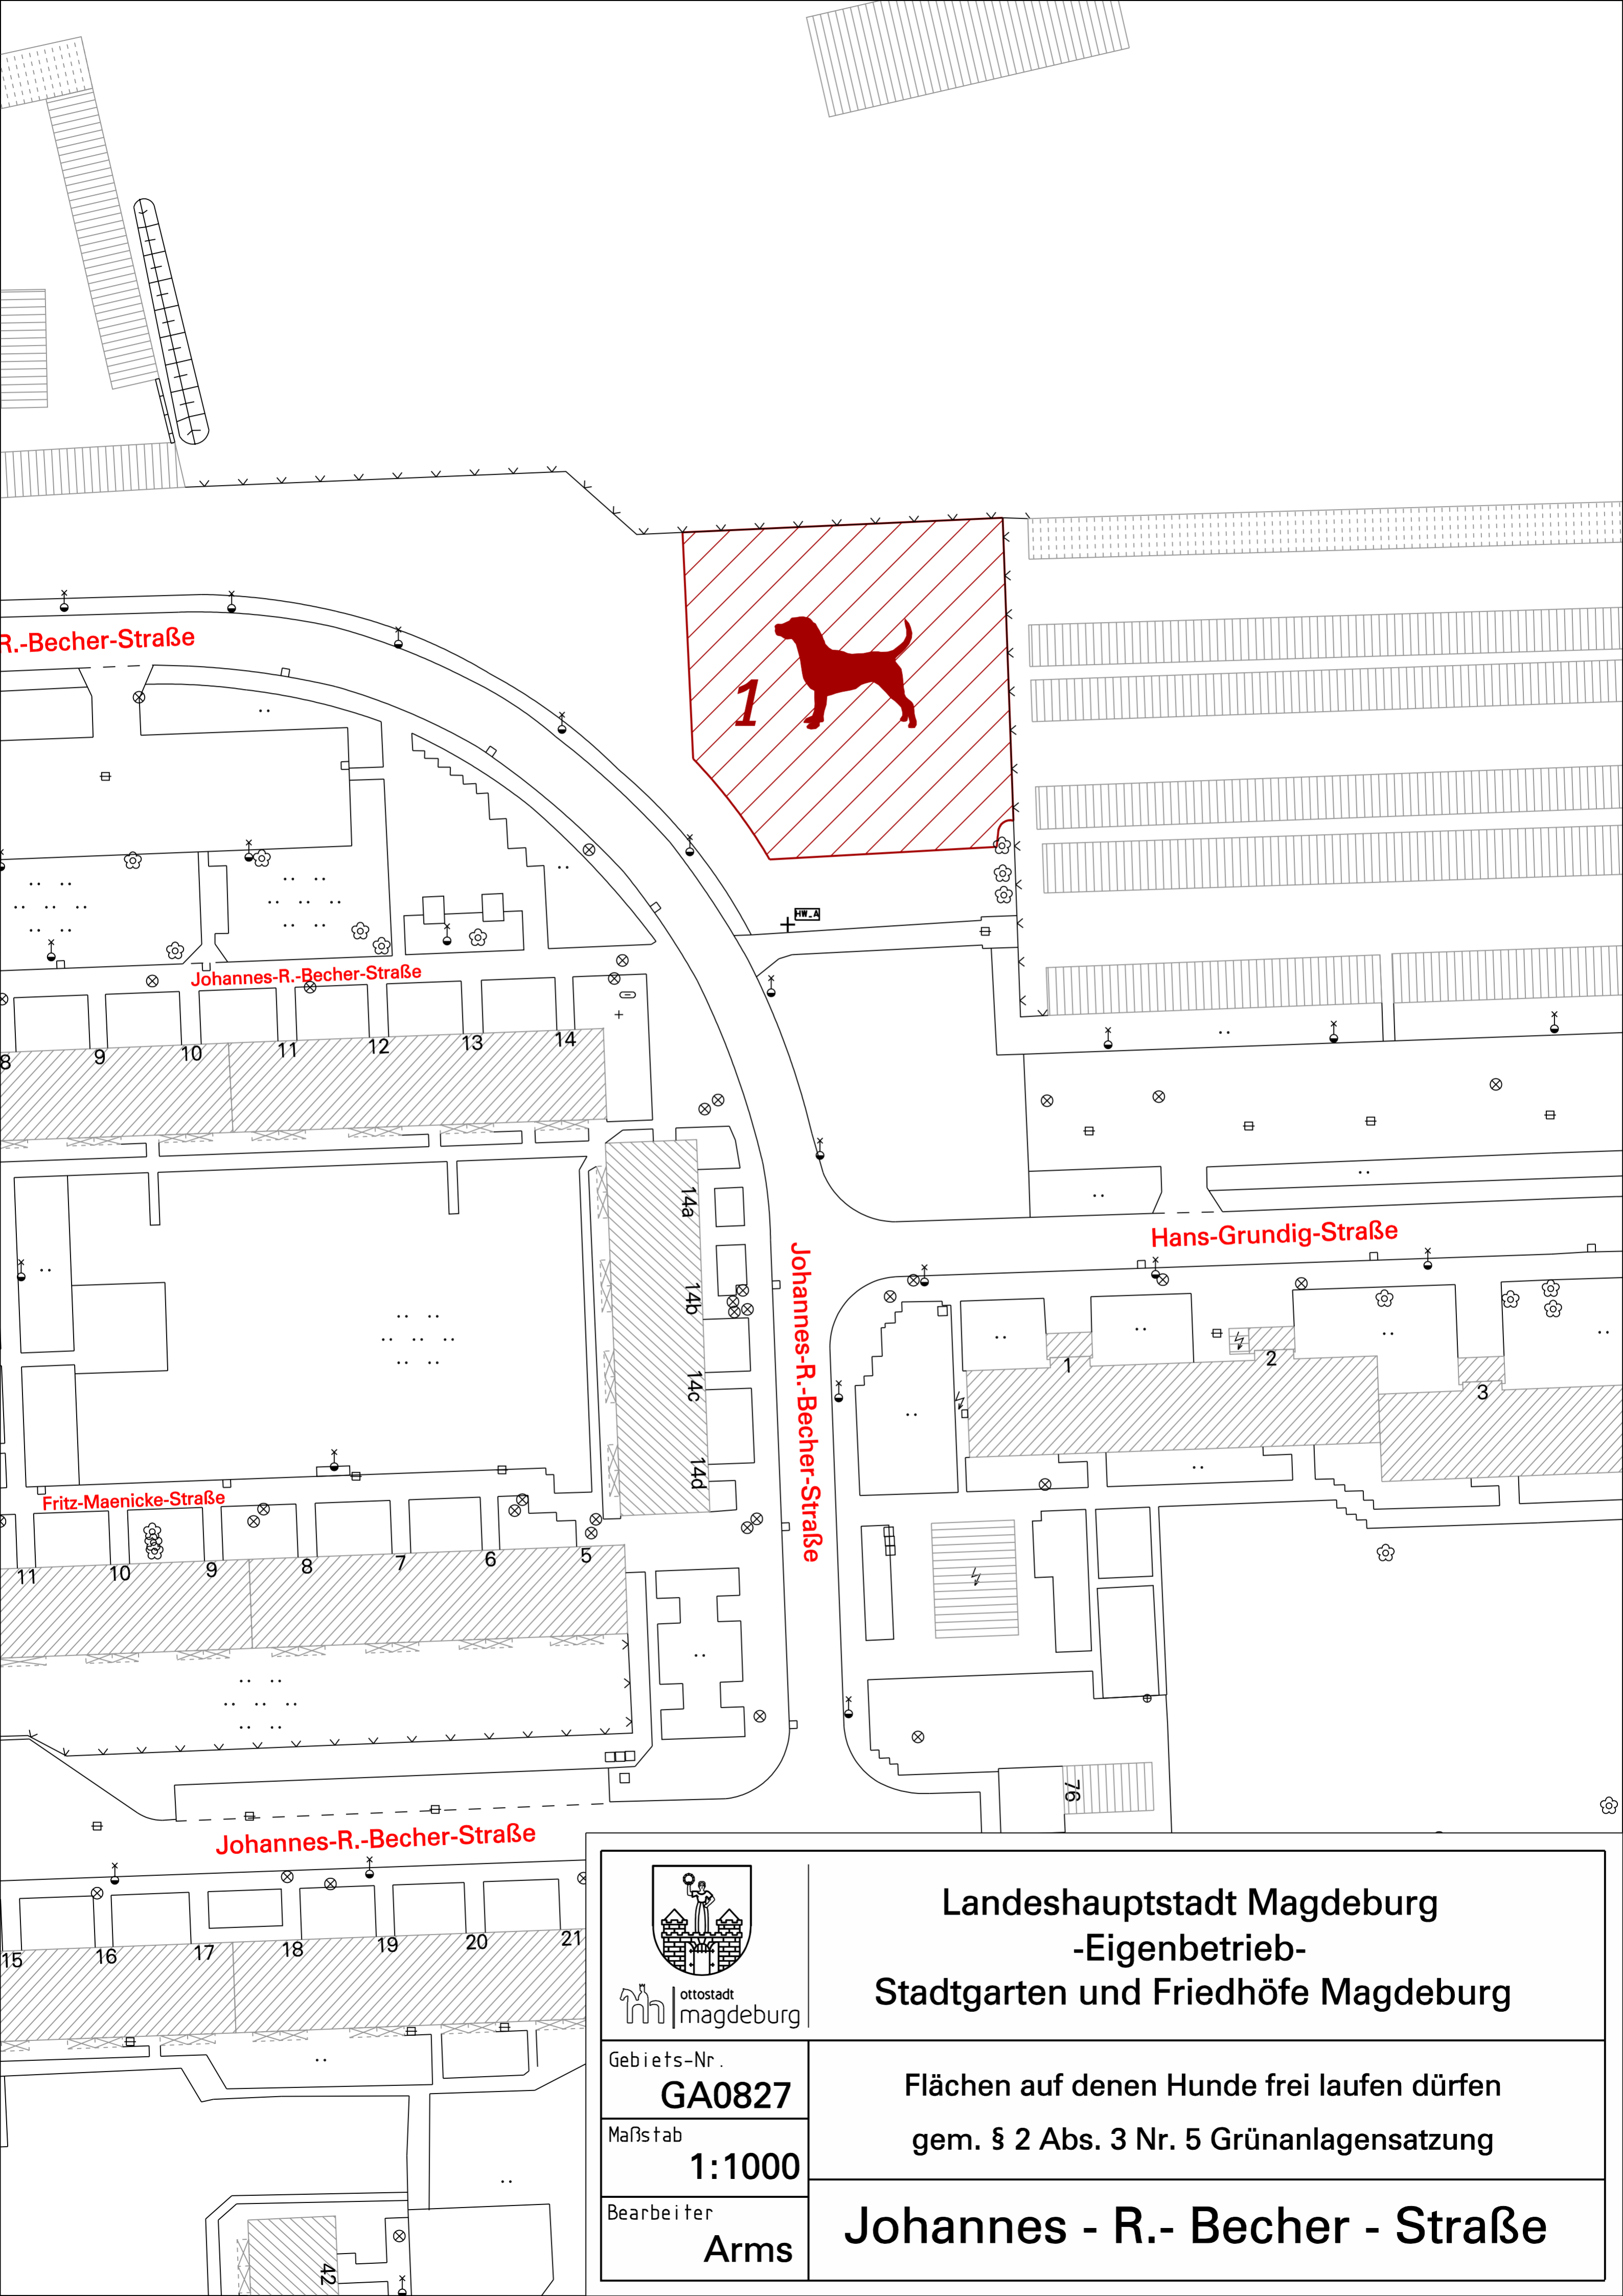 R.-Becher-Straße
1
HW_A
Johannes-R.-Becher-Straße
8
9
10
11
12
13
14
14a
14b
14c
14d
Johannes-R.-Becher-Straße
Hans-Grundig-Straße
1
2
3
Fritz-Maenicke-Straße
11
10
9
8
7
6
5
76
Johannes-R.-Becher-Straße
15
16
17
18
19
20
21
42
Landeshauptstadt Magdeburg
-Eigenbetrieb-
Stadtgarten und Friedhöfe Magdeburg
ottostadt
magdeburg
Gebiets-Nr.
GA0827
Flächen auf denen Hunde frei laufen dürfen
gem. § 2 Abs. 3 Nr. 5 Grünanlagensatzung
Maßstab
1:1000
Bearbeiter
Arms
Johannes - R.- Becher - Straße